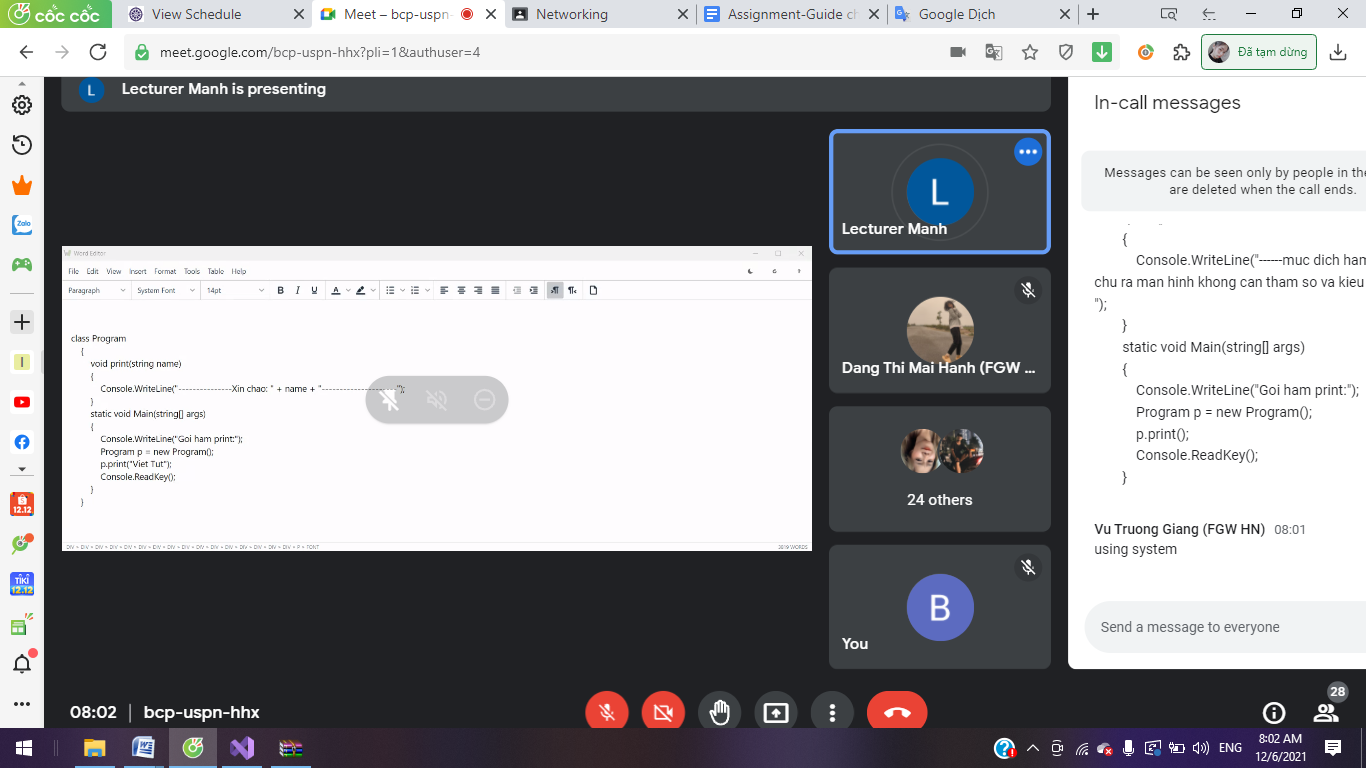 CỐC CỐC
View Schedule
Meet – bcp-uspn-
Networking
Assignment-Guide ch
Google Dịch
meet.google.com/bcp-uspn-hhx?pli=1&authuser=4
Đã tạm dừng
L
Lecturer Manh is presenting
In-call messages
Messages can be seen only by people in the
are deleted when the call ends.
Word Editor
File Edit View Insert Format Tools Table Help
Paragraph System Font 14pt B I U A
class Program
{
void print(string name)
{
Console.WriteLine("---------------Xin chao: " + name + "---------------------");
}
static void Main(string[] args)
{
Console.WriteLine("Goi ham print:");
Program p = new Program();
p.print("Viet Tut");
Console.ReadKey();
}
}
3819 WORDS
L
Lecturer Manh
Dang Thi Mai Hanh (FGW ...
24 others
B
You
{
Console.WriteLine("------muc dich ham
chu ra man hinh khong can tham so va kieu
");
}
static void Main(string[] args)
{
Console.WriteLine("Goi ham print:");
Program p = new Program();
p.print();
Console.ReadKey();
}
Vu Truong Giang (FGW HN) 08:01
using system
Send a message to everyone
Zalo
12.12
TIKI
12.12
08:02 | bcp-uspn-hhx
28
ENG
8:02 AM
12/6/2021